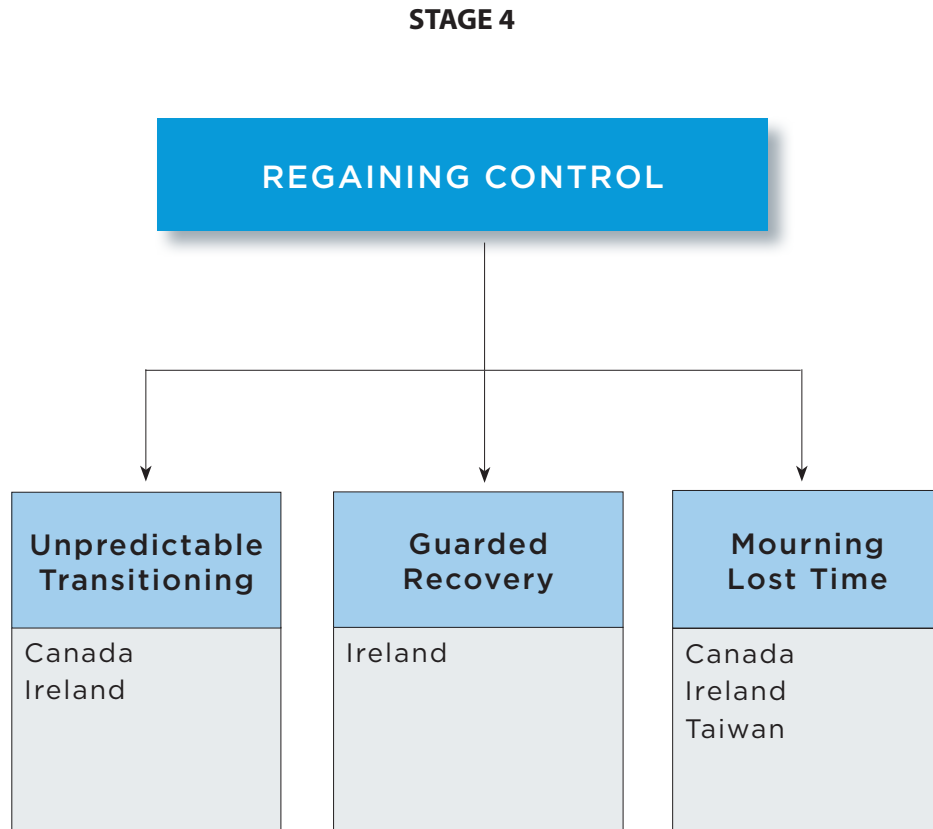 STAGE 4
REGAINING CONTROL
Unpredictable
Transitioning
Canada
Ireland
Guarded
Recovery
Ireland
Mourning
Lost Time
Canada
Ireland
Taiwan